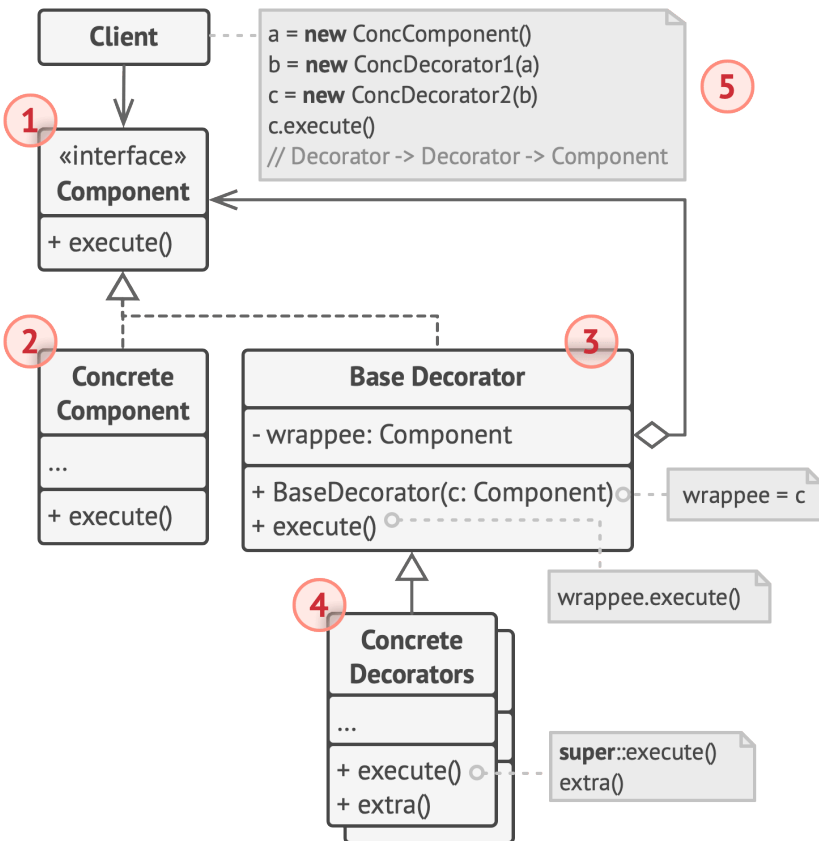 Client
a = new ConcComponent()
b = new ConcDecorator1(a)
c = new ConcDecorator2(b)
c.execute()
// Decorator -> Decorator -> Component
5
1
«interface»
Component
+ execute()
2
Concrete
Component
...
+ execute()
3
Base Decorator
- wrappee: Component
+ BaseDecorator(c: Component)
+ execute()
wrappee = c
wrappee.execute()
4
Concrete
Decorators
...
+ execute()
+ extra()
super::execute()
extra()